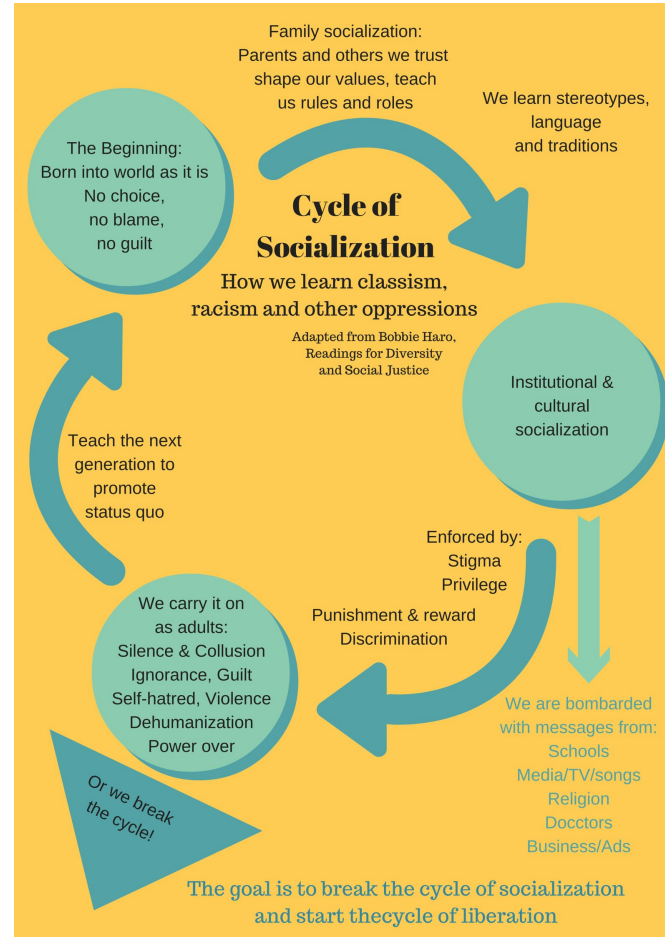 Family socialization:
Parents and others we trust
shape our values, teach
us rules and roles
We learn stereotypes,
language
and traditions
The Beginning:
Born into world as it is
No choice,
no blame,
no guilt
Cycle of
Socialization
How we learn classism,
racism and other oppressions
Adapted from Bobbie Haro,
Readings for Diversity
and Social Justice
Institutional &
cultural
socialization
Teach the next
generation to
promote
status quo
Enforced by:
Stigma
Privilege
Punishment & reward
Discrimination
We carry it on
as adults:
Silence & Collusion
Ignorance, Guilt
Self-hatred, Violence
Dehumanization
Power over
We are bombarded
with messages from:
Schools
Media/TV/songs
Religion
Docctors
Business/Ads
Or we break
the cycle!
The goal is to break the cycle of socialization
and start thecycle of liberation